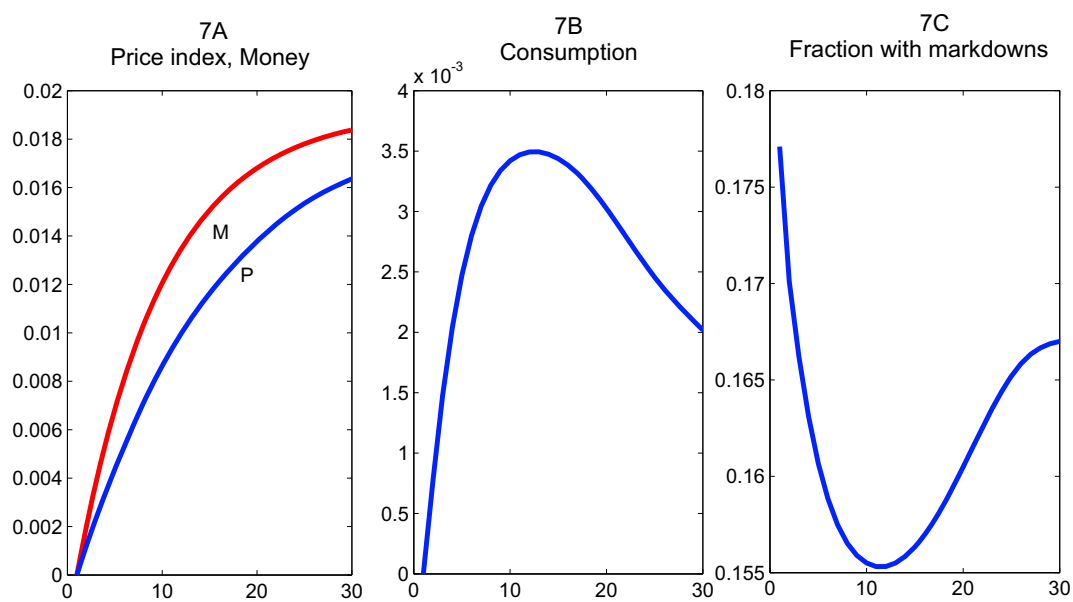 7A
Price index, Money
0.02
0.018
0.016
0.014
0.012
0.01
0.008
0.006
0.004
0.002
0
M
P
0 10 20 30
7B
Consumption
x 10⁻³
4
3.5
3
2.5
2
1.5
1
0.5
0
0 10 20 30
7C
Fraction with markdowns
0.18
0.175
0.17
0.165
0.16
0.155
0 10 20 30